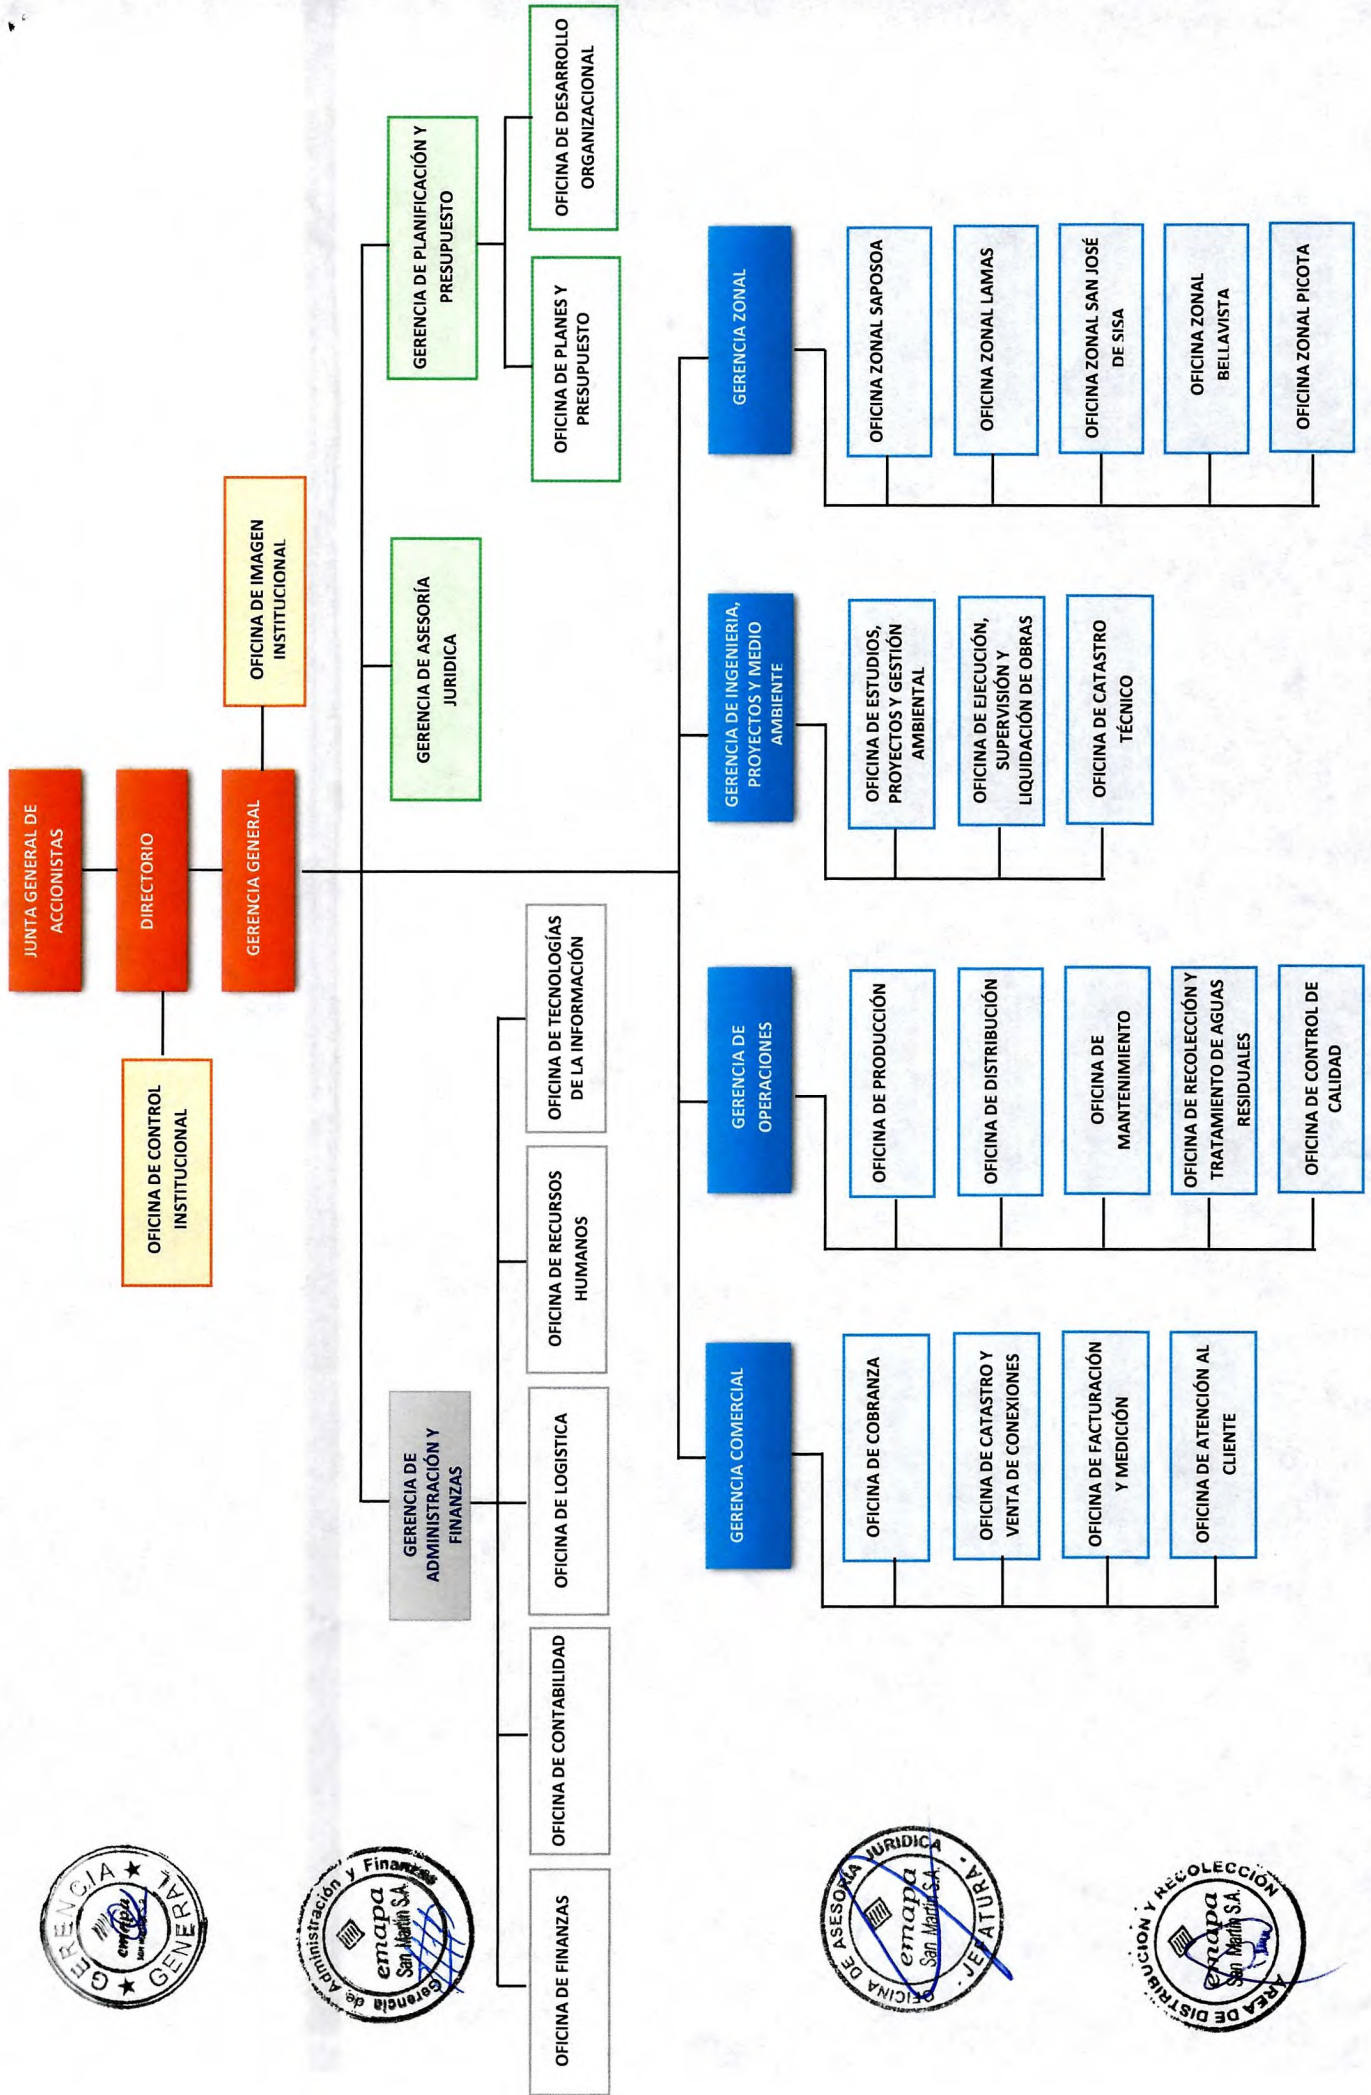 JUNTA GENERAL DE
ACCIONISTAS
DIRECTORIO
OFICINA DE CONTROL
INSTITUCIONAL
GERENCIA GENERAL
OFICINA DE IMAGEN
INSTITUCIONAL
GERENCIA DE
ADMINISTRACIÓN Y
FINANZAS
GERENCIA DE ASESORÍA
JURIDICA
GERENCIA DE PLANIFICACIÓN Y
PRESUPUESTO
OFICINA DE FINANZAS
OFICINA DE CONTABILIDAD
OFICINA DE LOGISTICA
OFICINA DE RECURSOS
HUMANOS
OFICINA DE TECNOLOGÍAS
DE LA INFORMACIÓN
OFICINA DE PLANES Y
PRESUPUESTO
OFICINA DE DESARROLLO
ORGANIZACIONAL
GERENCIA COMERCIAL
OFICINA DE COBRANZA
OFICINA DE CATASTRO Y
VENTA DE CONEXIONES
OFICINA DE FACTURACIÓN
Y MEDICIÓN
OFICINA DE ATENCIÓN AL
CLIENTE
GERENCIA DE
OPERACIONES
OFICINA DE PRODUCCIÓN
OFICINA DE DISTRIBUCIÓN
OFICINA DE
MANTENIMIENTO
OFICINA DE RECOLECCIÓN Y
TRATAMIENTO DE AGUAS
RESIDUALES
OFICINA DE CONTROL DE
CALIDAD
GERENCIA DE INGENIERIA,
PROYECTOS Y MEDIO
AMBIENTE
OFICINA DE ESTUDIOS,
PROYECTOS Y GESTIÓN
AMBIENTAL
OFICINA DE EJECUCIÓN,
SUPERVISIÓN Y
LIQUIDACIÓN DE OBRAS
OFICINA DE CATASTRO
TÉCNICO
GERENCIA ZONAL
OFICINA ZONAL SAPOSOA
OFICINA ZONAL LAMAS
OFICINA ZONAL SAN JOSÉ
DE SISA
OFICINA ZONAL
BELLAVISTA
OFICINA ZONAL PICOTA
GERENCIA
emapa
GENERAL
Gerencia de Administración y Finanzas
emapa
San Martín S.A.
OFICINA DE ASESORÍA JURIDICA
emapa
San Martín S.A.
- JEFATURA -
AREA DE DISTRIBUCIÓN Y RECOLECCIÓN
emapa
San Martín S.A.